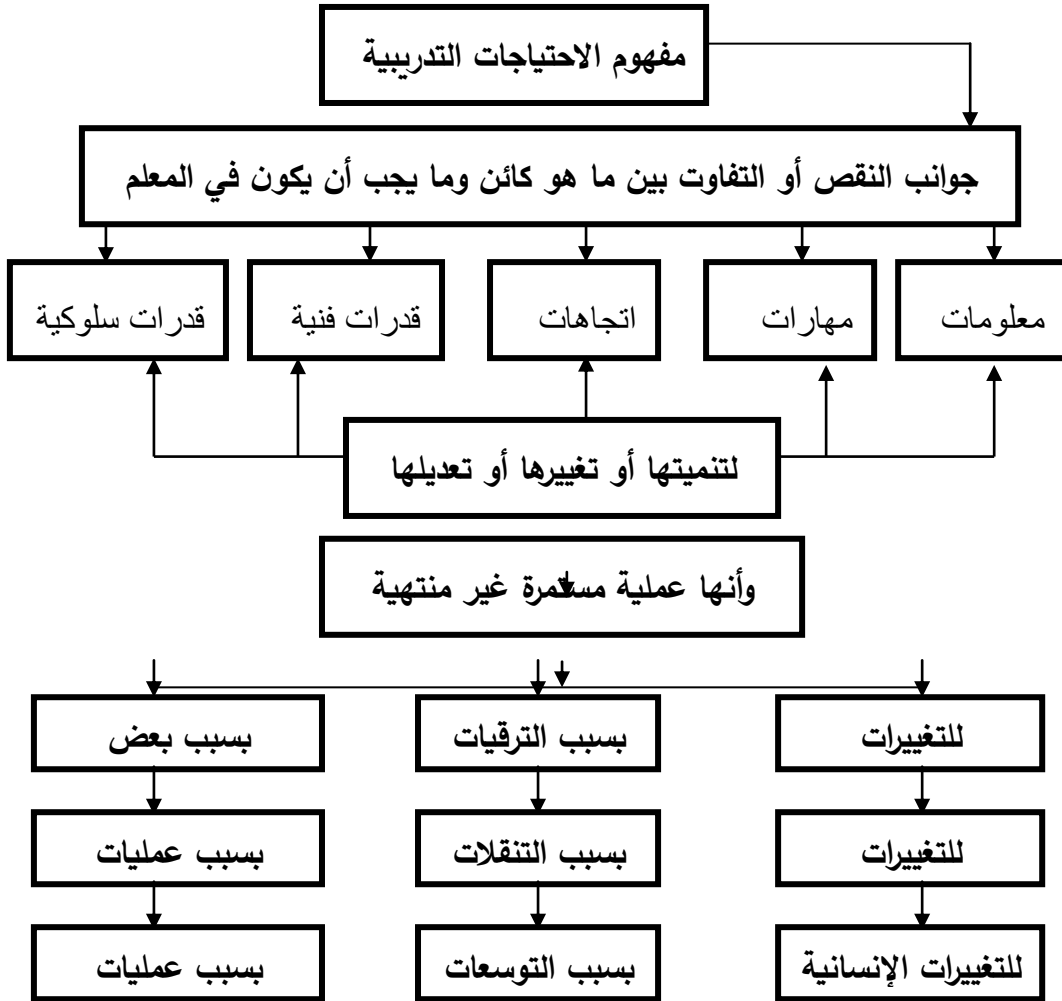 مفهوم الاحتياجات التدريبية
جوانب النقص أو التفاوت بين ما هو كائن وما يجب أن يكون في المعلم
معلومات
مهارات
اتجاهات
قدرات فنية
قدرات سلوكية
لتنميتها أو تغييرها أو تعديلها
وأنها عملية مستمرة غير منتهية
للتغييرات
بسبب الترقيات
بسبب بعض
للتغييرات
بسبب التنقلات
بسبب عمليات
للتغييرات الإنسانية
بسبب التوسعات
بسبب عمليات